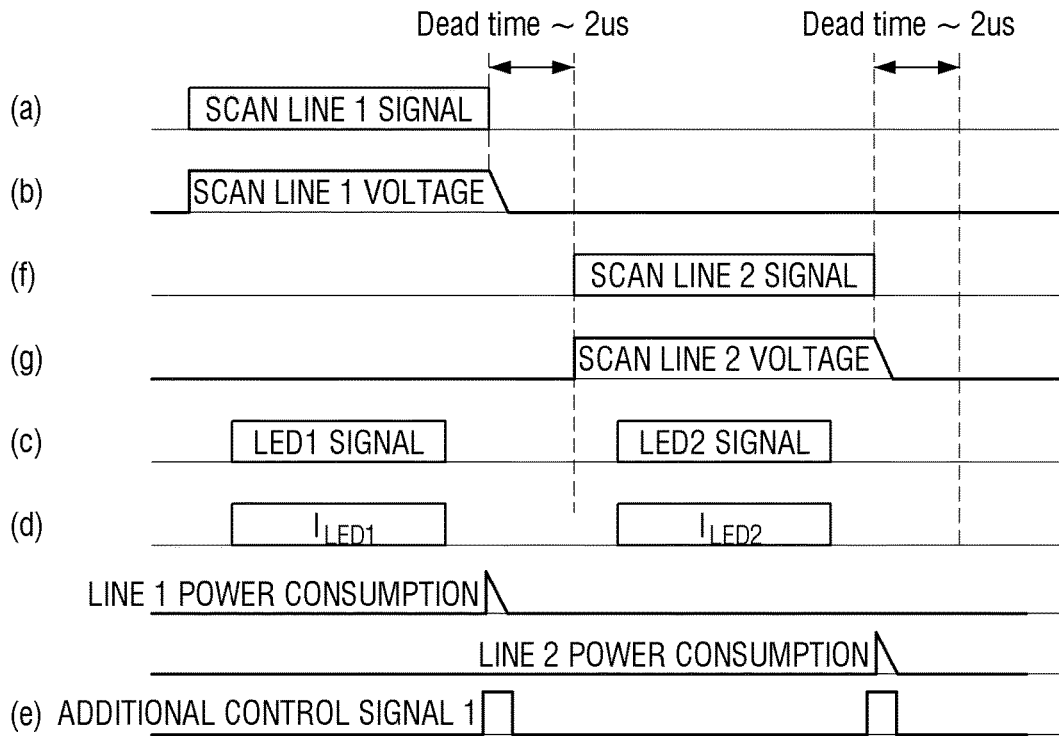 Dead time ~ 2us Dead time ~ 2us
(a) SCAN LINE 1 SIGNAL
(b) SCAN LINE 1 VOLTAGE
(f) SCAN LINE 2 SIGNAL
(g) SCAN LINE 2 VOLTAGE
(c) LED1 SIGNAL LED2 SIGNAL
(d) I LED1 I LED2
LINE 1 POWER CONSUMPTION
LINE 2 POWER CONSUMPTION
(e) ADDITIONAL CONTROL SIGNAL 1